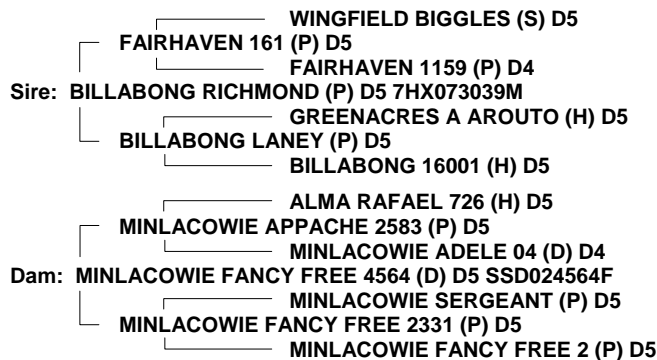 WINGFIELD BIGGLES (S) D5
FAIRHAVEN 161 (P) D5
FAIRHAVEN 1159 (P) D4
Sire: BILLABONG RICHMOND (P) D5 7HX073039M
GREENACRES A AROUTO (H) D5
BILLABONG LANEY (P) D5
BILLABONG 16001 (H) D5
ALMA RAFAEL 726 (H) D5
MINLACOWIE APPACHE 2583 (P) D5
MINLACOWIE ADELE 04 (D) D4
Dam: MINLACOWIE FANCY FREE 4564 (D) D5 SSD024564F
MINLACOWIE SERGEANT (P) D5
MINLACOWIE FANCY FREE 2331 (P) D5
MINLACOWIE FANCY FREE 2 (P) D5